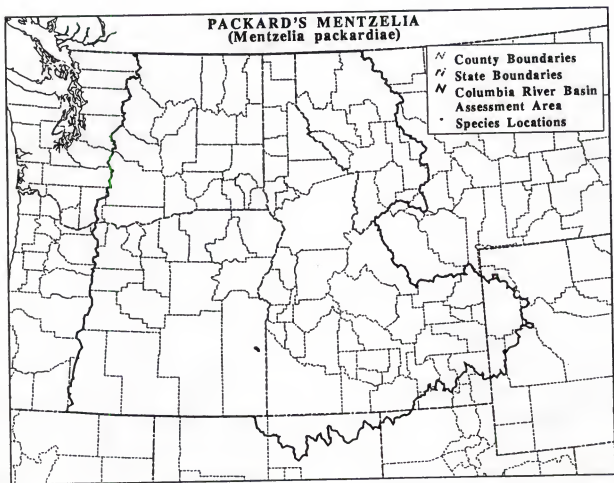 PACKARD'S MENTZELIA
(Mentzelia packardiae)
County Boundaries
State Boundaries
Columbia River Basin
Assessment Area
Species Locations